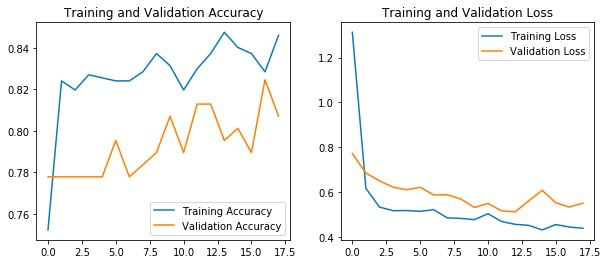 Training and Validation Accuracy
0.84
0.82
0.80
0.78
0.76
Training Accuracy
Validation Accuracy
0.0 2.5 5.0 7.5 10.0 12.5 15.0 17.5
Training and Validation Loss
Training Loss
Validation Loss
1.2
1.0
0.8
0.6
0.4
0.0 2.5 5.0 7.5 10.0 12.5 15.0 17.5